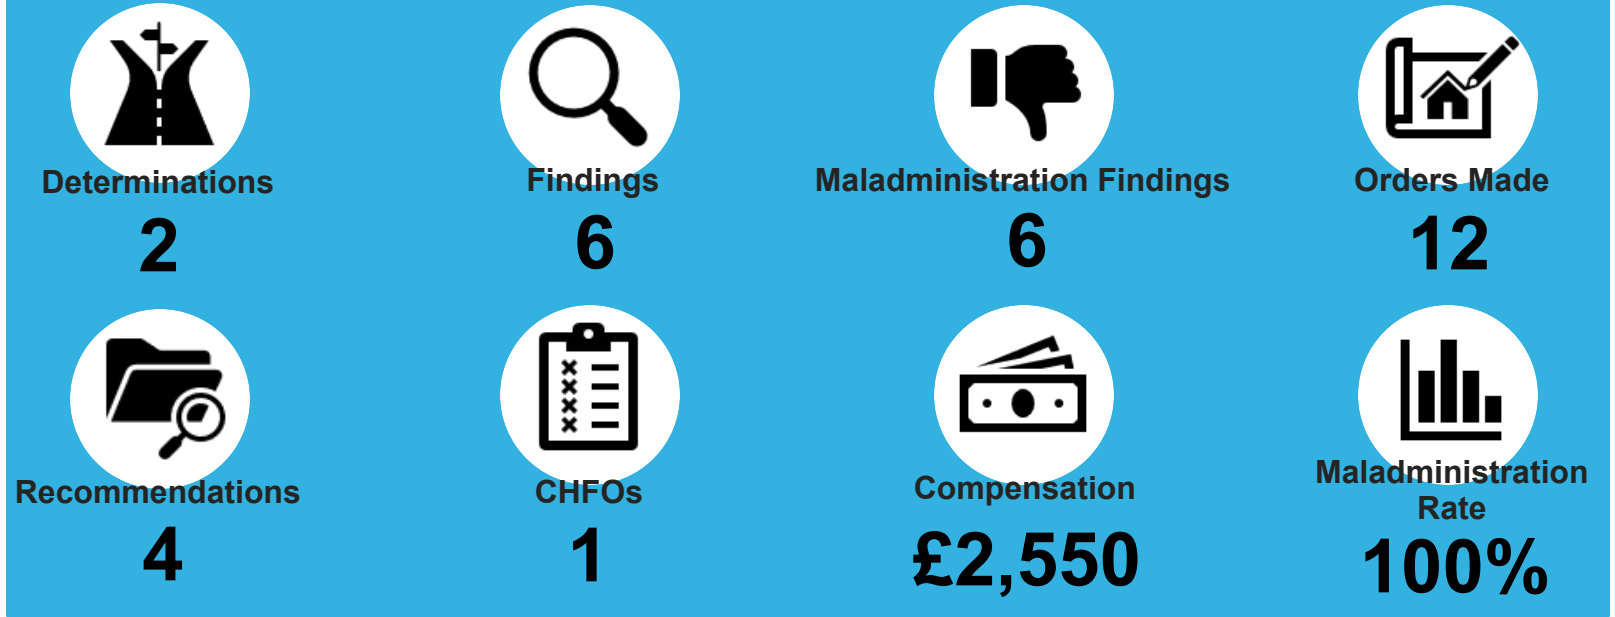 Determinations
2
Findings
6
Maladministration Findings
6
Orders Made
12
Recommendations
4
CHFOs
1
Compensation
£2,550
Maladministration
Rate
100%